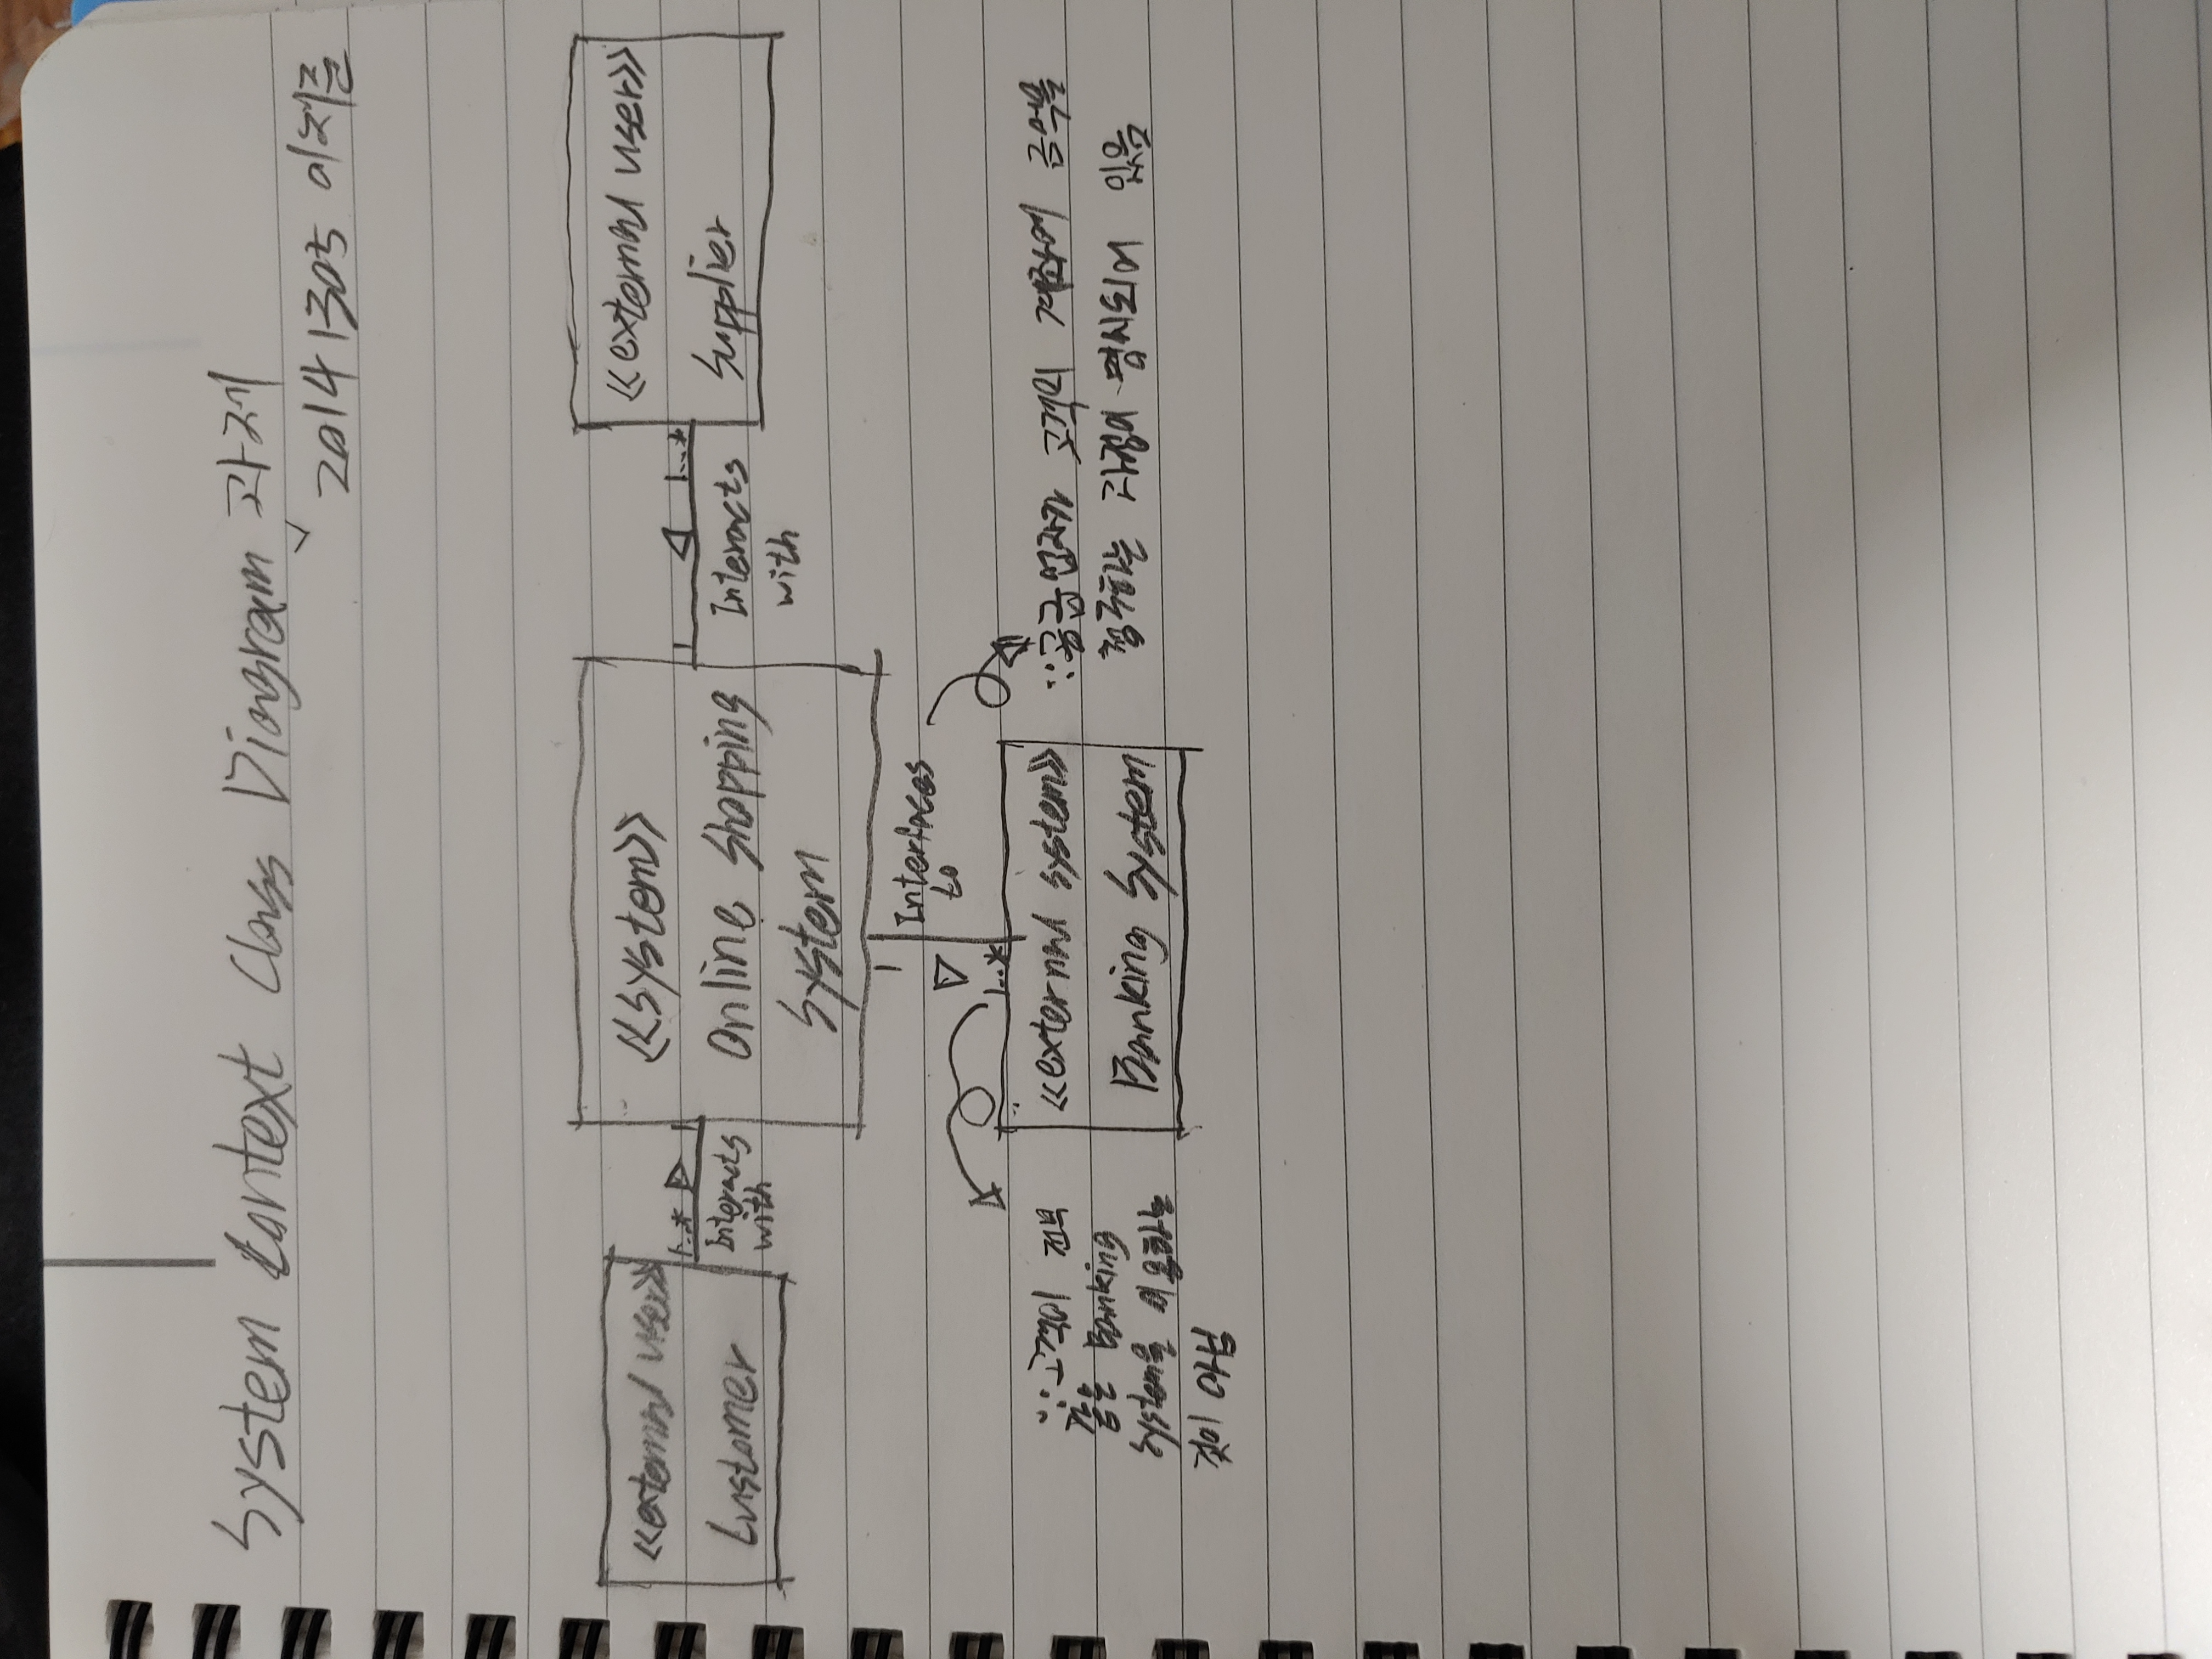 System Context Class Diagram 과제
20141305 이제준
<<external user>>
Customer
1..*
1
Interacts
with
<<system>>
Online Shopping
System
1
1..*
Interacts
with
<<external user>>
Supplier
1
Interfaces
to
1..*
<<external system>>
Banking System
∵고객이 전부
같은 Banking
System을 이용하는
것이 아님
∵공급업자가 고객의 계좌에 금액을
청구하는 과정이 명시되어 있음